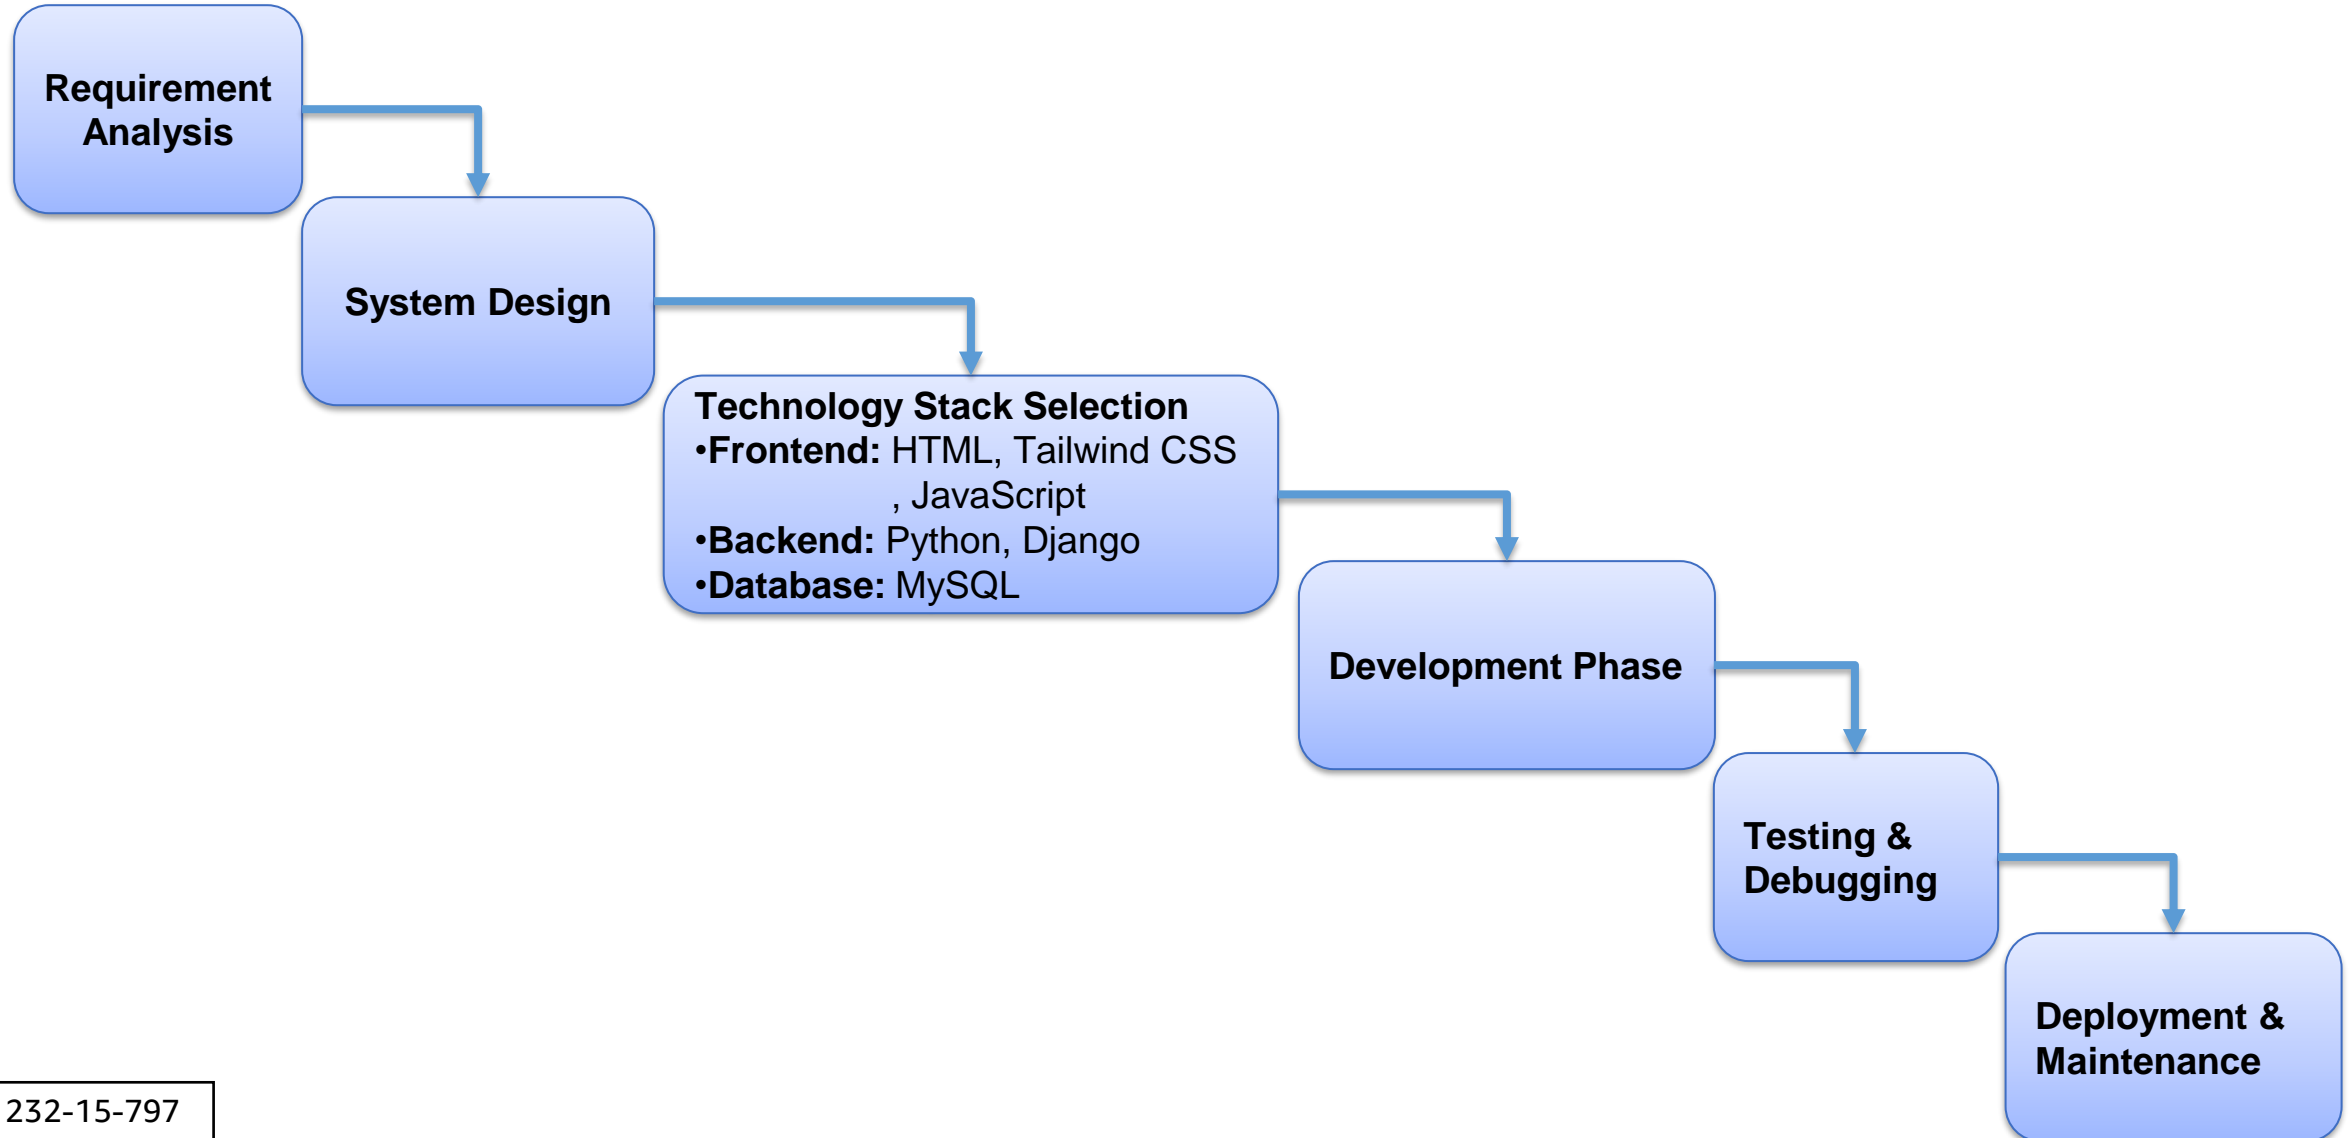 Requirement
Analysis
System Design
Technology Stack Selection
•Frontend: HTML, Tailwind CSS
, JavaScript
•Backend: Python, Django
•Database: MySQL
Development Phase
Testing &
Debugging
Deployment &
Maintenance
232-15-797